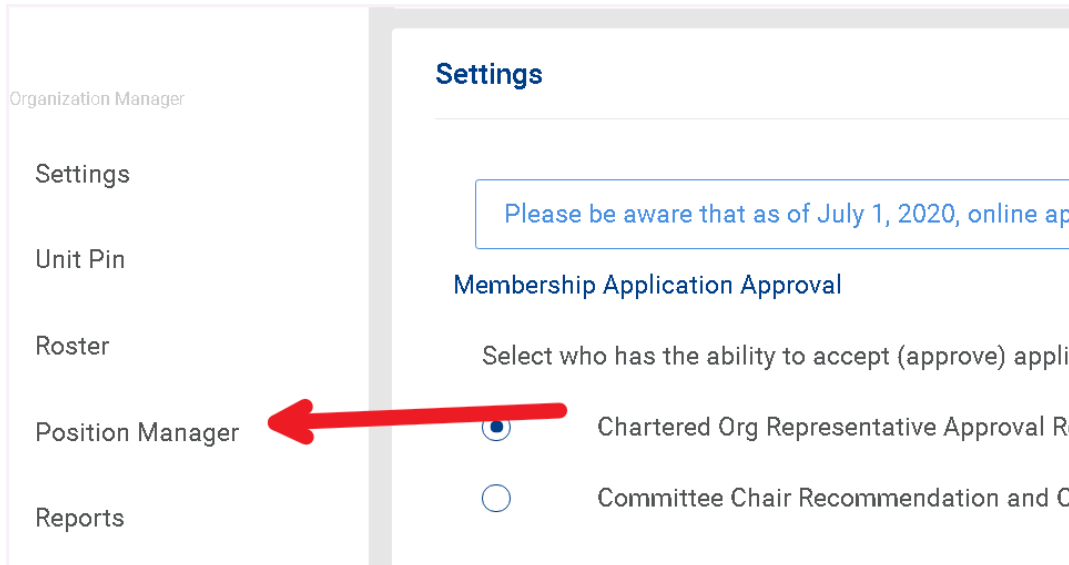 Organization Manager
Settings
Unit Pin
Roster
Position Manager
Reports
Settings
Please be aware that as of July 1, 2020, online
Membership Application Approval
Select who has the ability to accept (approve)
Chartered Org Representative Approval
Committee Chair Recommendation and